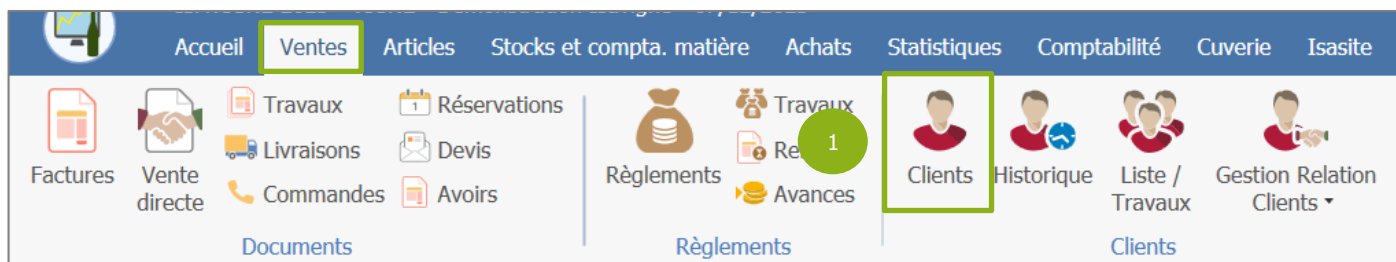 Accueil Ventes Articles Stocks et compta. matière Achats Statistiques Comptabilité Cuverie Isasite
Factures
Vente
directe
Travaux
Livraisons
Commandes
Réservations
Devis
Avoirs
Documents
Règlements
Travaux
1
Avances
Règlements
Clients
Historique
Liste /
Travaux
Gestion Relation
Clients
Clients